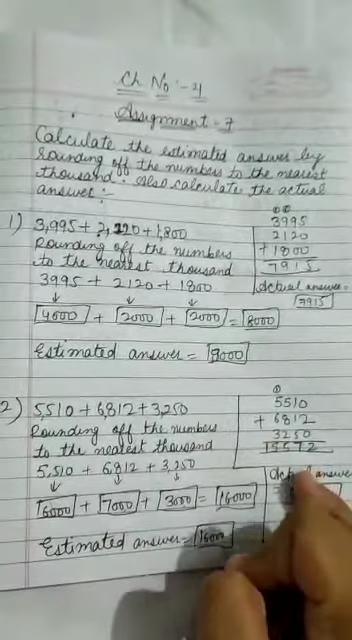 Ch No :- 4
Assignment - 7
Calculate the estimated answer by
rounding off the numbers to the nearest
thousand. Also calculate the actual
answer :-
1) 3,995 + 2,120 + 1,800
Rounding off the numbers
to the nearest thousand
3995 + 2120 + 1800
4000 + 2000 + 2000 = 8000
Estimated answer = 8000
3995
2120
+ 1800
7915
Actual answer =
7915
2) 5510 + 6812 + 3,250
Rounding off the numbers
to the nearest thousand
5,510 + 6,812 + 3,250
6000 + 7000 + 3000 = 16000
Estimated answer = 16000
5510
+ 6812
3250
15572
Actual answer